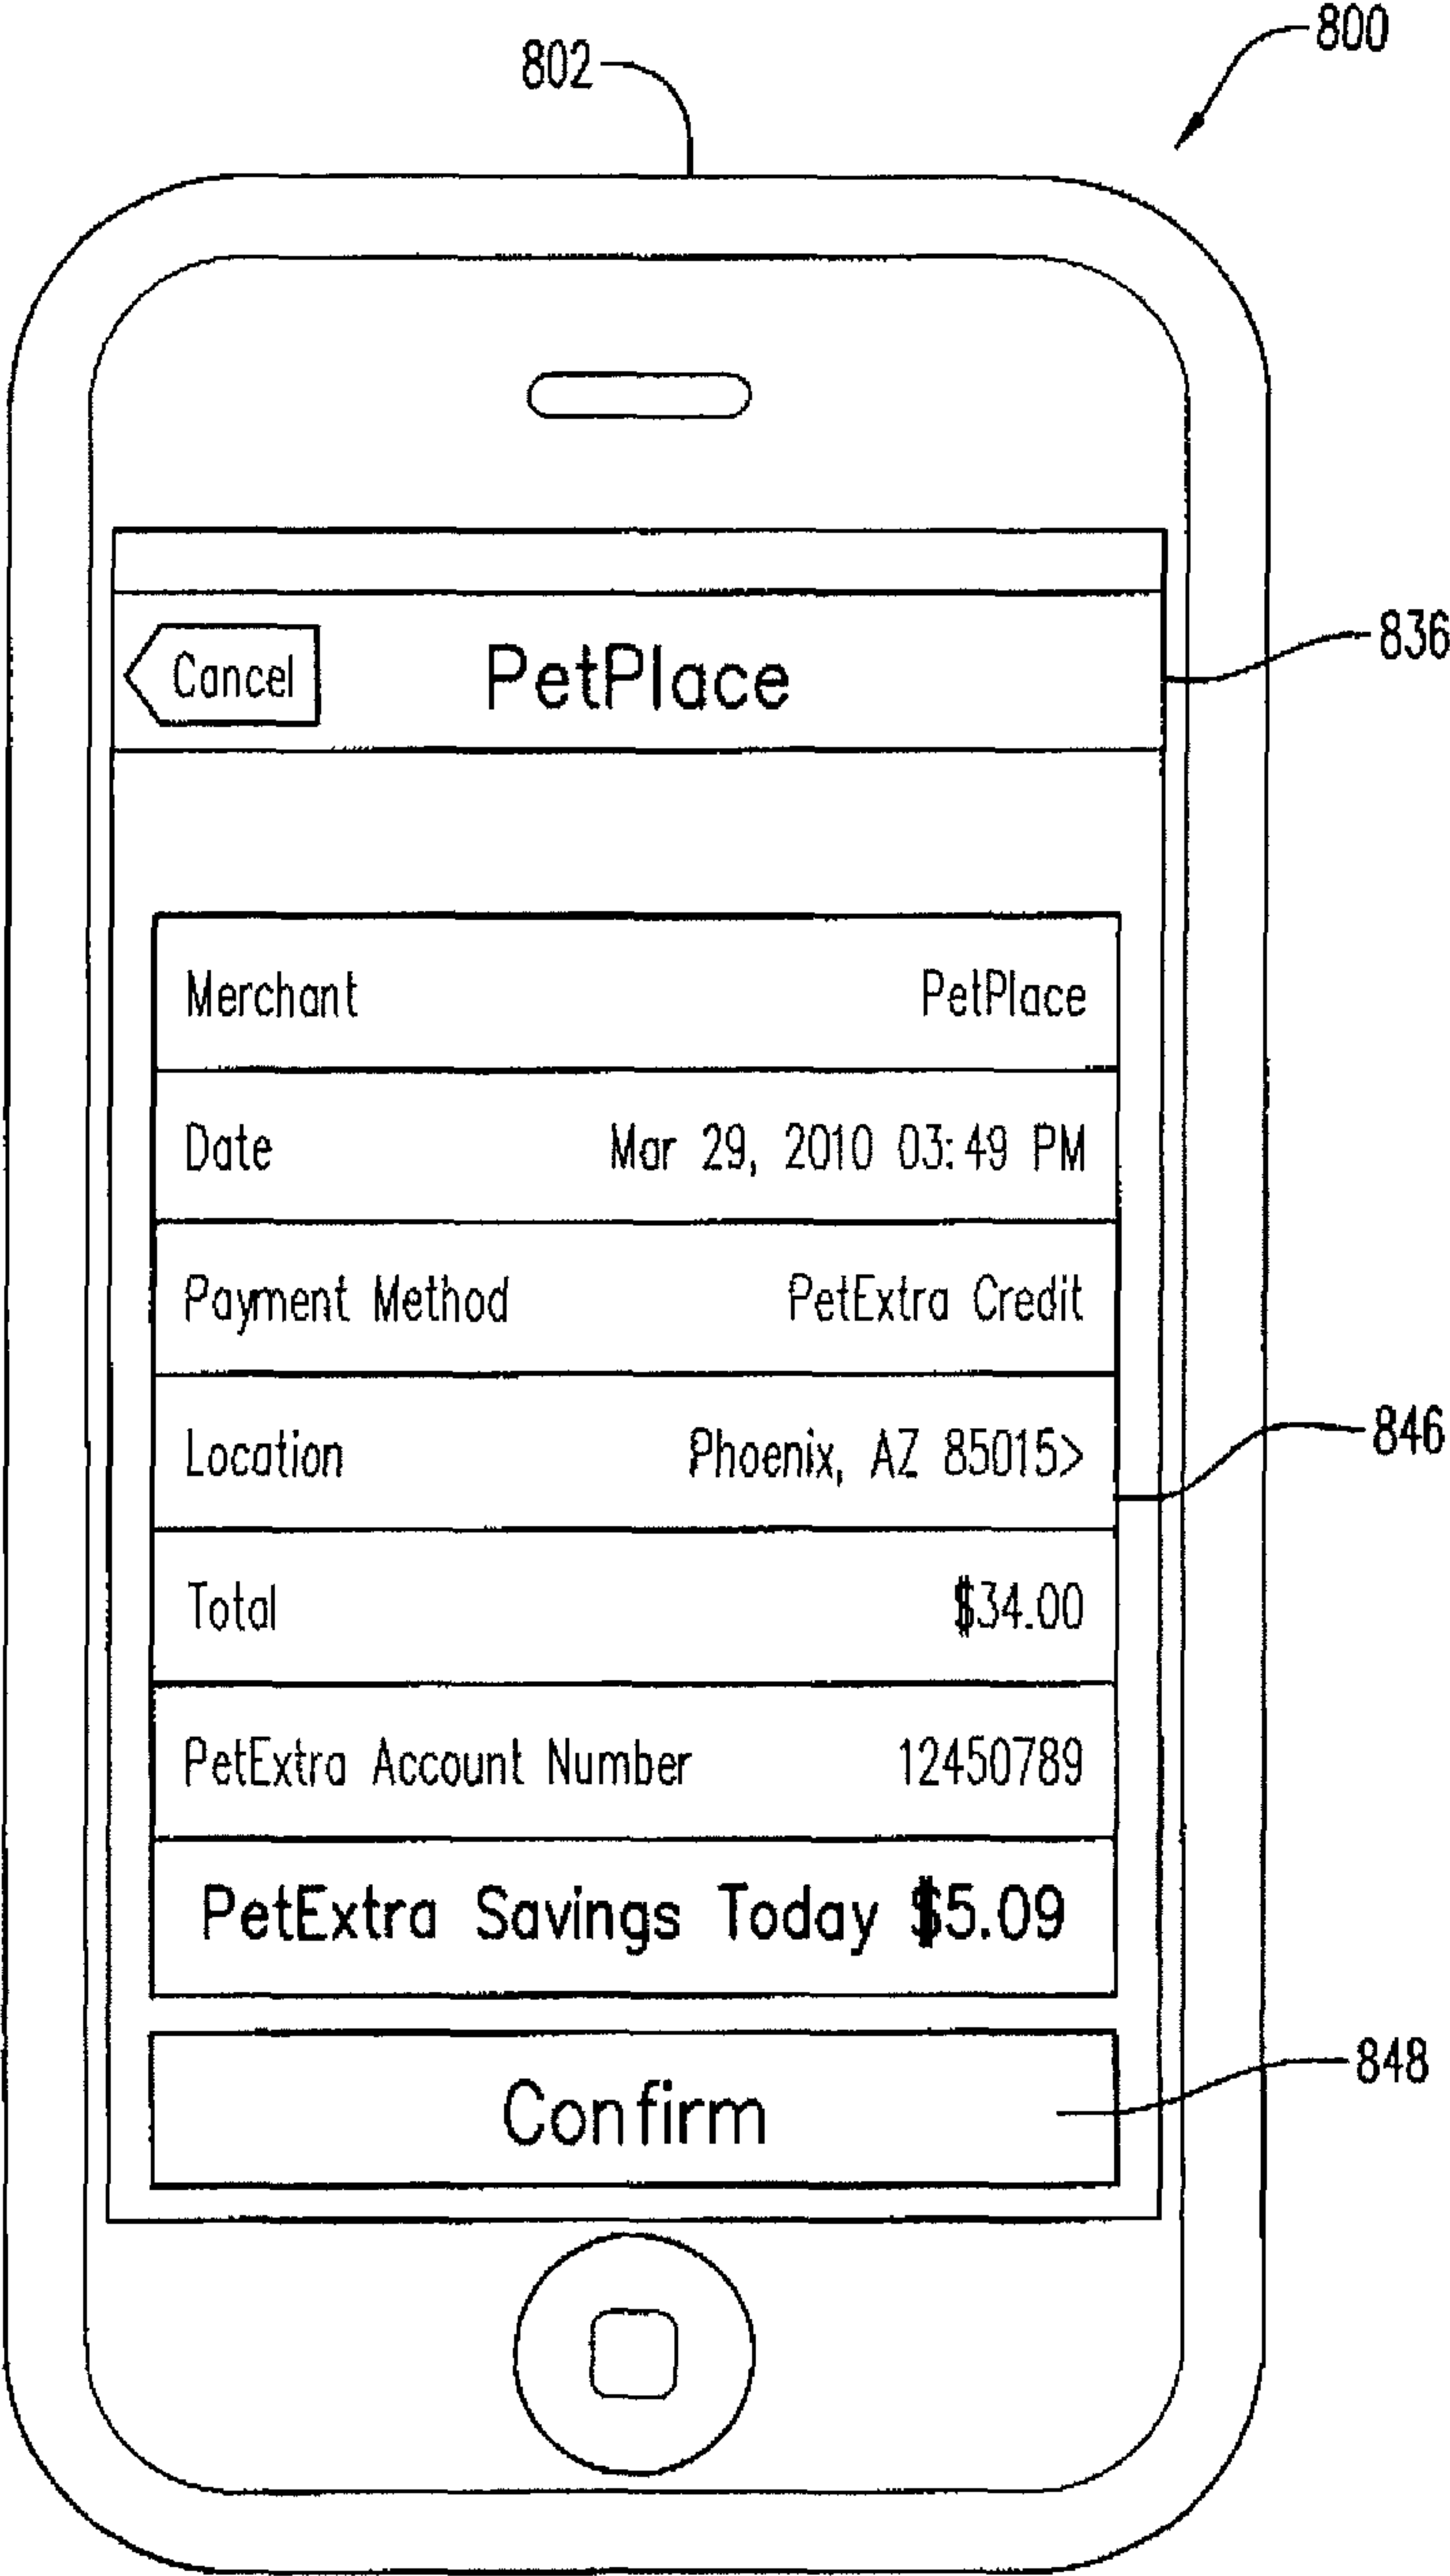 800
802
836
Cancel PetPlace
Merchant PetPlace
Date Mar 29, 2010 03:49 PM
Payment Method PetExtra Credit
Location Phoenix, AZ 85015>
846
Total $34.00
PetExtra Account Number 12450789
PetExtra Savings Today $5.09
848
Confirm